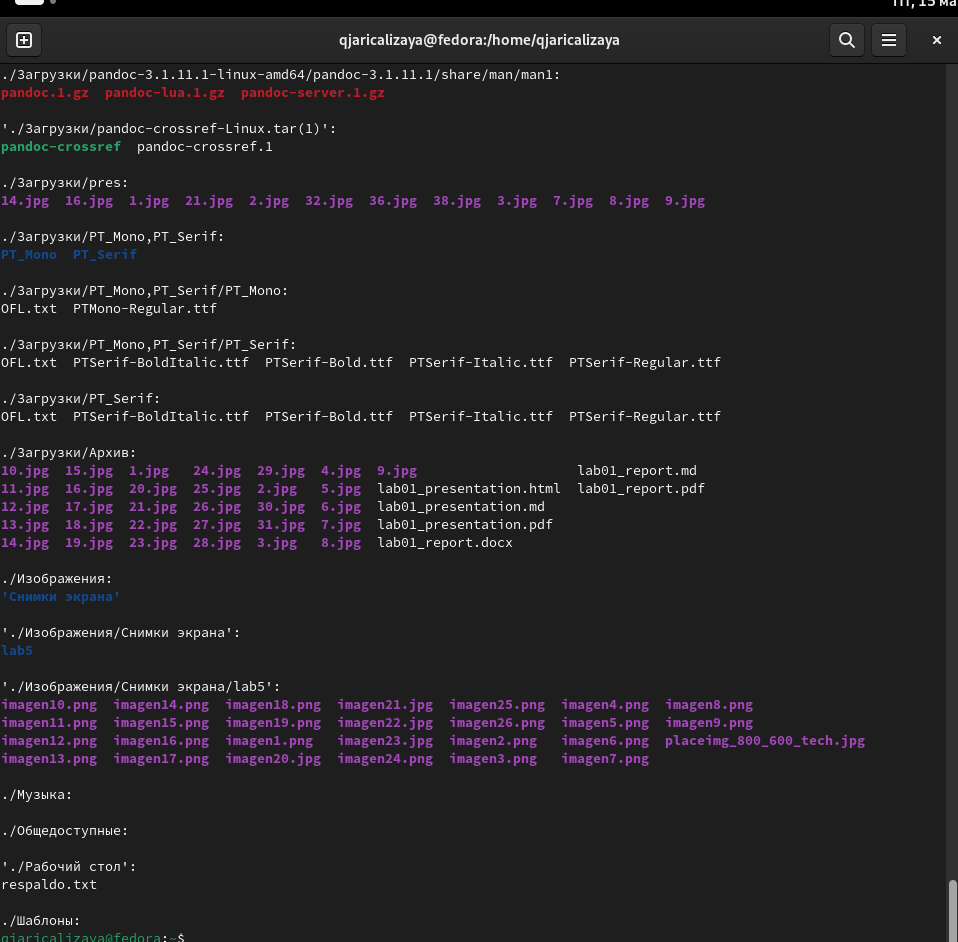 Пт, 15 ма
qjaricalizaya@fedora:/home/qjaricalizaya
./Загрузки/pandoc-3.1.11.1-linux-amd64/pandoc-3.1.11.1/share/man/man1:
pandoc.1.gz  pandoc-lua.1.gz  pandoc-server.1.gz
'./Загрузки/pandoc-crossref-Linux.tar(1)':
pandoc-crossref  pandoc-crossref.1
./Загрузки/pres:
14.jpg  16.jpg  1.jpg  21.jpg  2.jpg  32.jpg  36.jpg  38.jpg  3.jpg  7.jpg  8.jpg  9.jpg
./Загрузки/PT_Mono,PT_Serif:
PT_Mono  PT_Serif
./Загрузки/PT_Mono,PT_Serif/PT_Mono:
OFL.txt  PTMono-Regular.ttf
./Загрузки/PT_Mono,PT_Serif/PT_Serif:
OFL.txt  PTSerif-BoldItalic.ttf  PTSerif-Bold.ttf  PTSerif-Italic.ttf  PTSerif-Regular.ttf
./Загрузки/PT_Serif:
OFL.txt  PTSerif-BoldItalic.ttf  PTSerif-Bold.ttf  PTSerif-Italic.ttf  PTSerif-Regular.ttf
./Загрузки/Архив:
10.jpg  15.jpg  1.jpg   24.jpg  29.jpg  4.jpg  9.jpg                    lab01_report.md
11.jpg  16.jpg  20.jpg  25.jpg  2.jpg   5.jpg  lab01_presentation.html  lab01_report.pdf
12.jpg  17.jpg  21.jpg  26.jpg  30.jpg  6.jpg  lab01_presentation.md
13.jpg  18.jpg  22.jpg  27.jpg  31.jpg  7.jpg  lab01_presentation.pdf
14.jpg  19.jpg  23.jpg  28.jpg  3.jpg   8.jpg  lab01_report.docx
./Изображения:
'Снимки экрана'
'./Изображения/Снимки экрана':
lab5
'./Изображения/Снимки экрана/lab5':
imagen10.png  imagen14.png  imagen18.png  imagen21.jpg  imagen25.png  imagen4.png  imagen8.png
imagen11.png  imagen15.png  imagen19.png  imagen22.jpg  imagen26.png  imagen5.png  imagen9.png
imagen12.png  imagen16.png  imagen1.png   imagen23.jpg  imagen2.png   imagen6.png  placeimg_800_600_tech.jpg
imagen13.png  imagen17.png  imagen20.jpg  imagen24.png  imagen3.png   imagen7.png
./Музыка:
./Общедоступные:
'./Рабочий стол':
respaldo.txt
./Шаблоны:
qjaricalizaya@fedora:~$